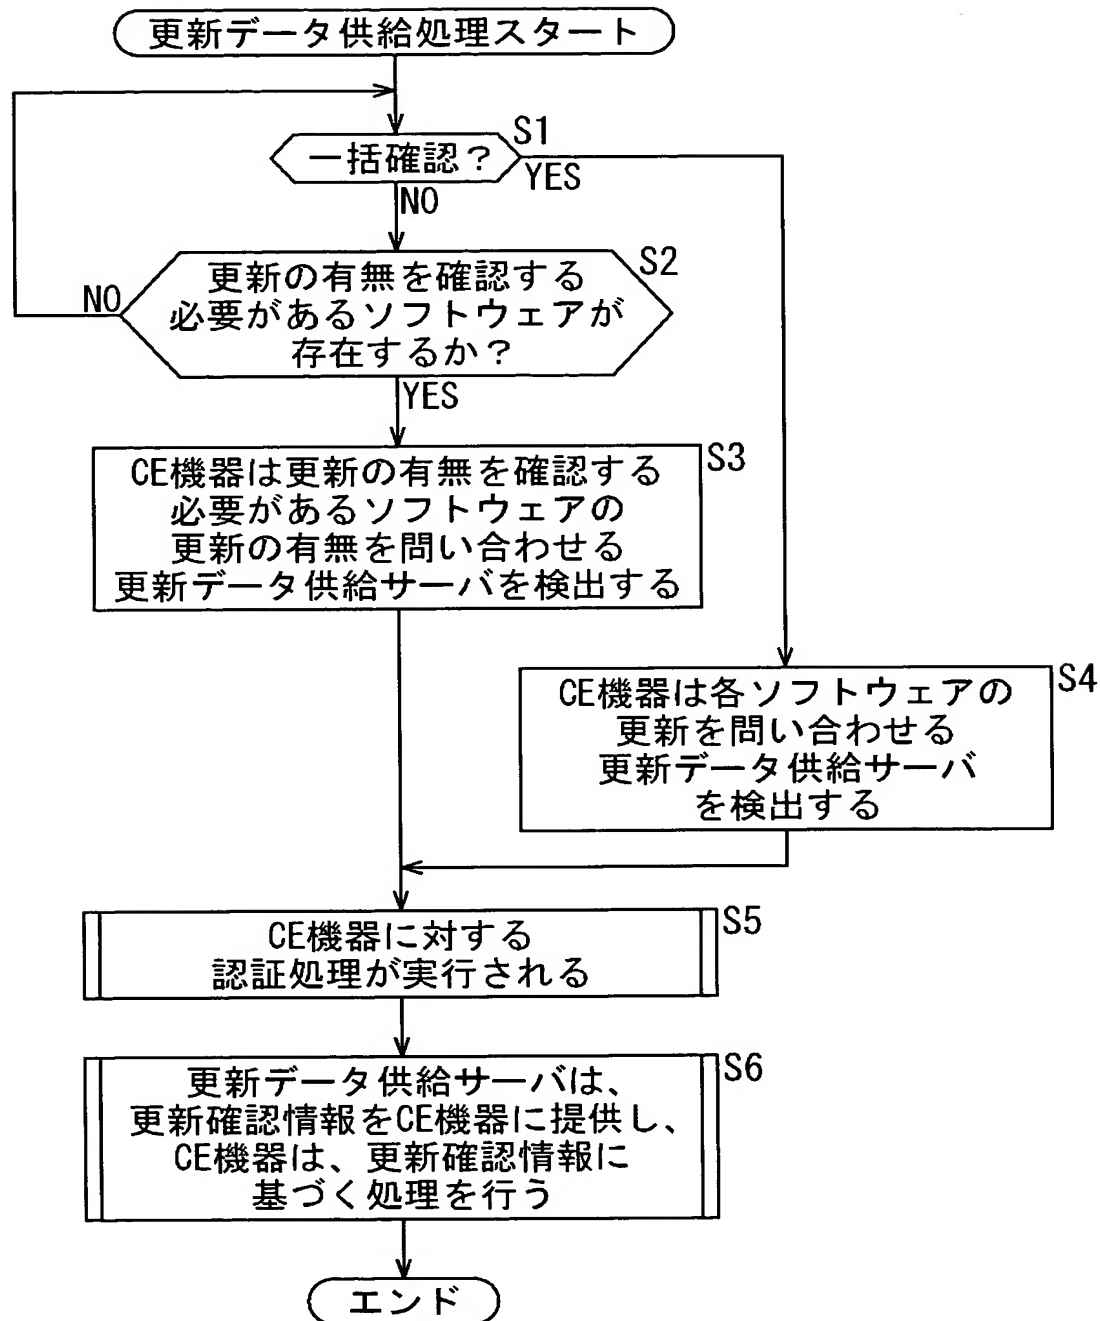 更新データ供給処理スタート
一括確認?
S1
YES
NO
更新の有無を確認する
必要があるソフトウェアが
存在するか?
S2
NO
YES
CE機器は更新の有無を確認する
必要があるソフトウェアの
更新の有無を問い合わせる
更新データ供給サーバを検出する
S3
CE機器は各ソフトウェアの
更新を問い合わせる
更新データ供給サーバ
を検出する
S4
CE機器に対する
認証処理が実行される
S5
更新データ供給サーバは、
更新確認情報をCE機器に提供し、
CE機器は、更新確認情報に
基づく処理を行う
S6
エンド